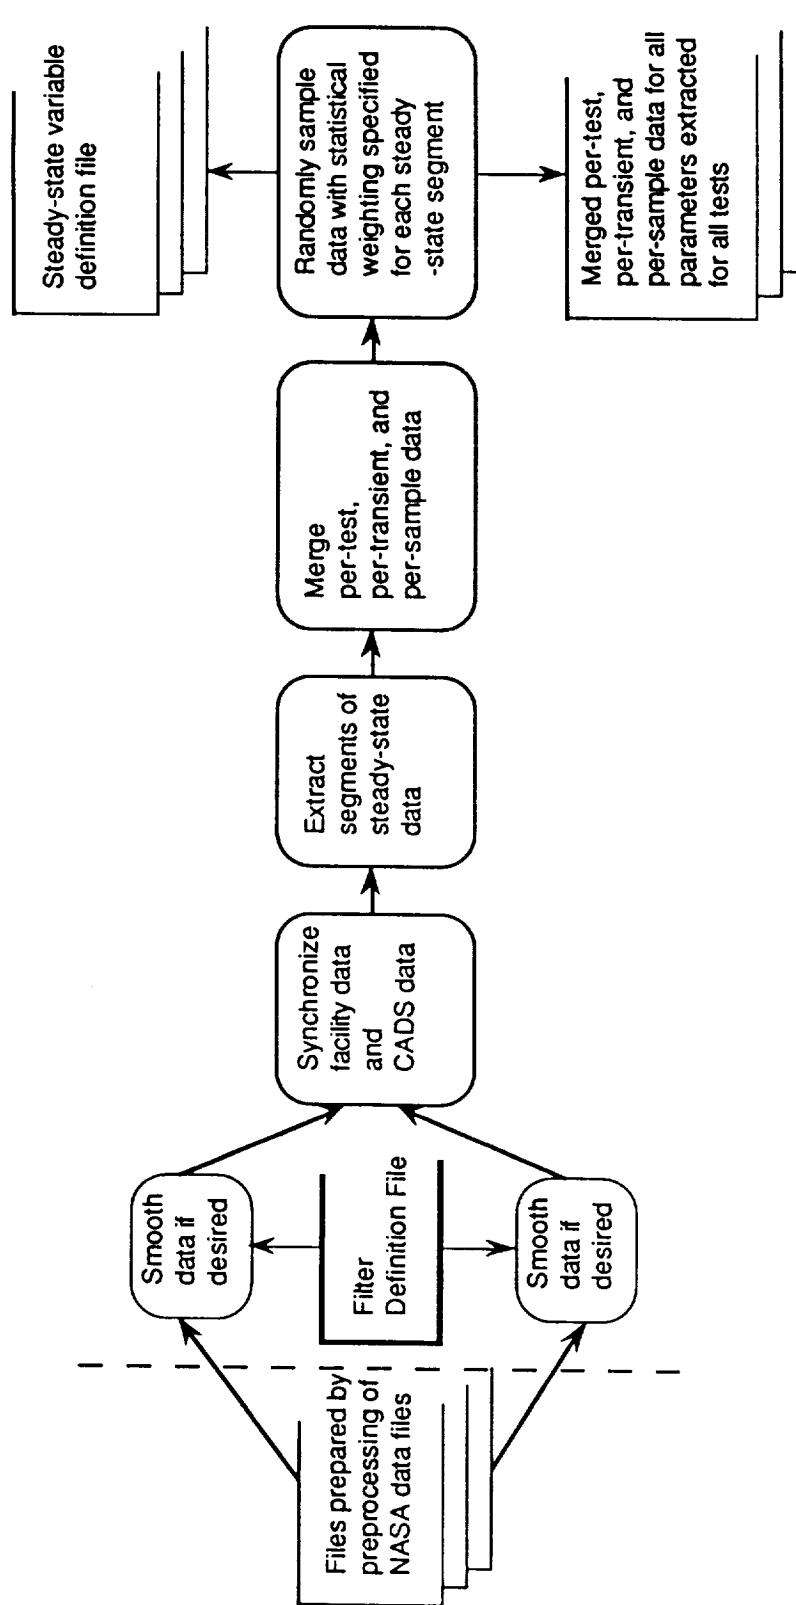 Files prepared by
preprocessing of
NASA data files
Smooth
data if
desired
Filter
Definition File
Smooth
data if
desired
Synchronize
facility data
and
CADS data
Extract
segments of
steady-state
data
Merge
per-test,
per-transient, and
per-sample data
Randomly sample
data with statistical
weighting specified
for each steady
-state segment
Steady-state variable
definition file
Merged per-test,
per-transient, and
per-sample data for all
parameters extracted
for all tests